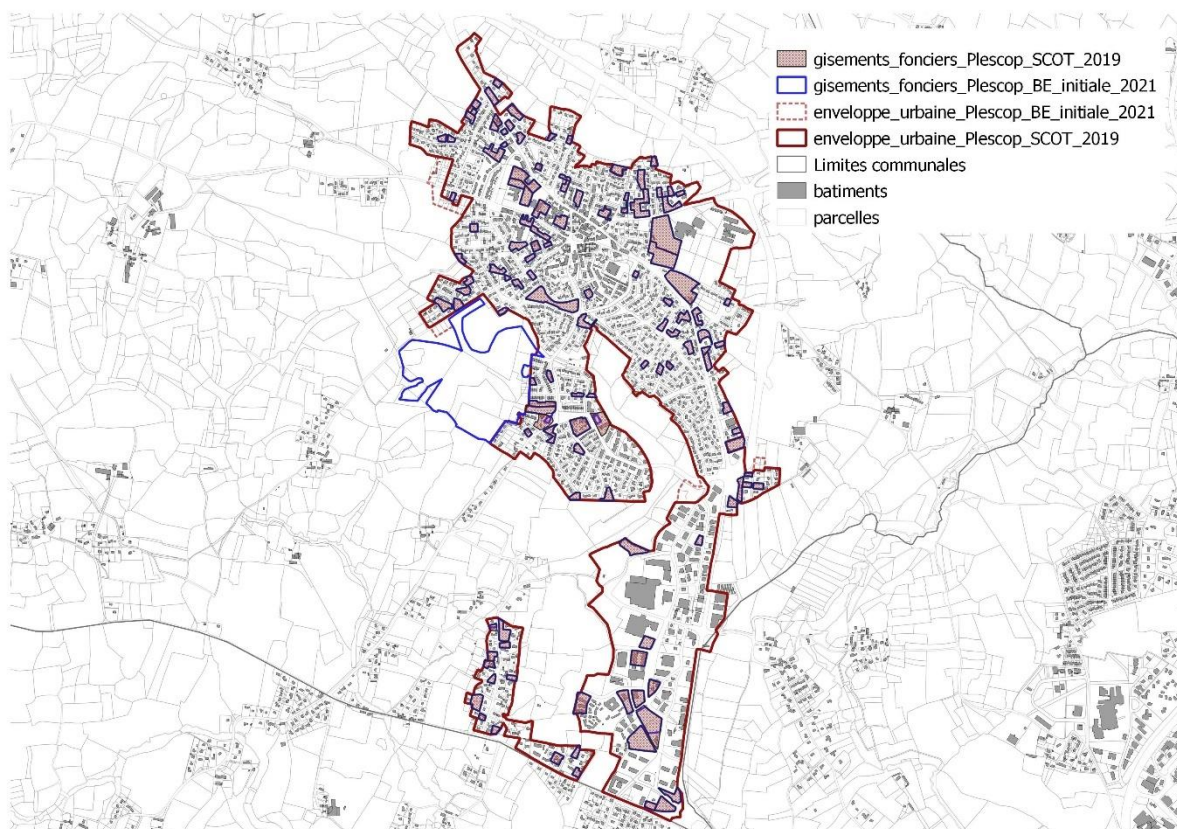 gisements_fonciers_Plescop_SCOT_2019
gisements_fonciers_Plescop_BE_initiale_2021
enveloppe_urbaine_Plescop_BE_initiale_2021
enveloppe_urbaine_Plescop_SCOT_2019
Limites communales
batiments
parcelles